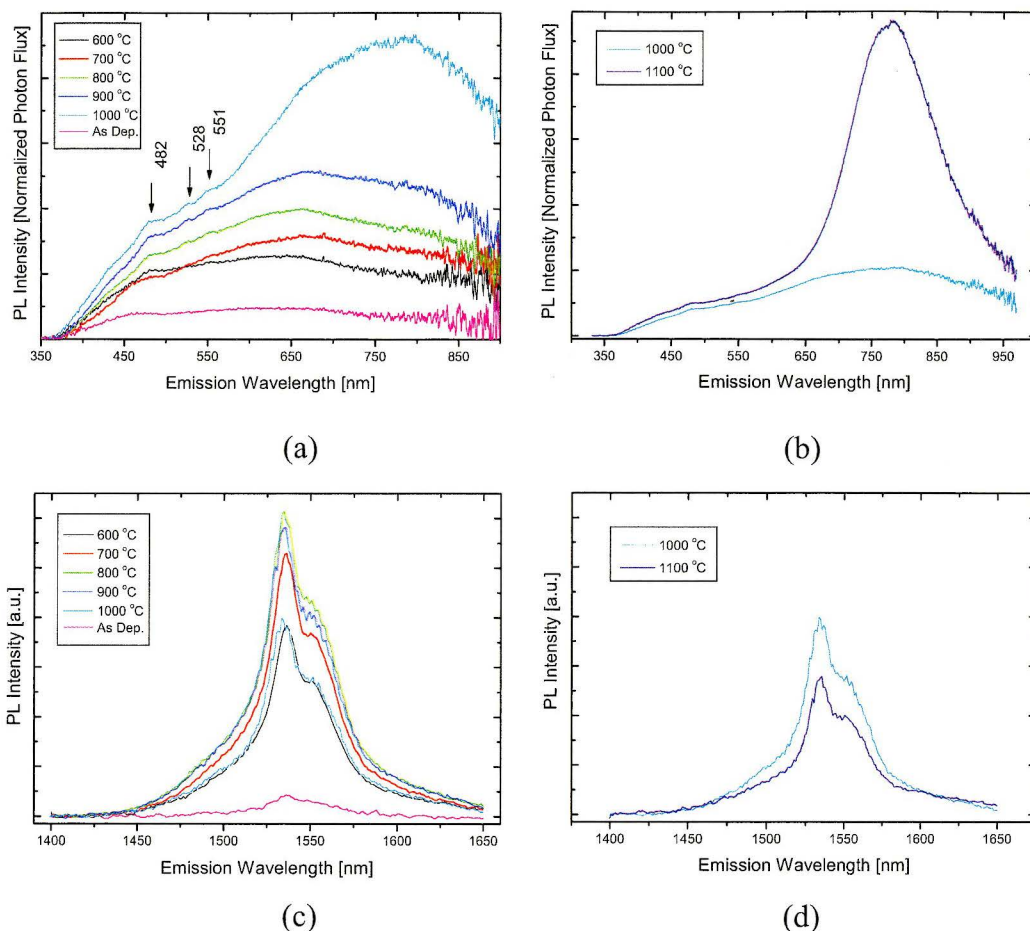 PL Intensity [Normalized Photon Flux]
600 °C
700 °C
800 °C
900 °C
1000 °C
As Dep.
482
528
551
350 450 550 650 750 850
Emission Wavelength [nm]
(a)
PL Intensity [Normalized Photon Flux]
1000 °C
1100 °C
350 450 550 650 750 850 950
Emission Wavelength [nm]
(b)
PL Intensity [a.u.]
600 °C
700 °C
800 °C
900 °C
1000 °C
As Dep.
1400 1450 1500 1550 1600 1650
Emission Wavelength [nm]
(c)
PL Intensity [a.u.]
1000 °C
1100 °C
1400 1450 1500 1550 1600 1650
Emission Wavelength [nm]
(d)